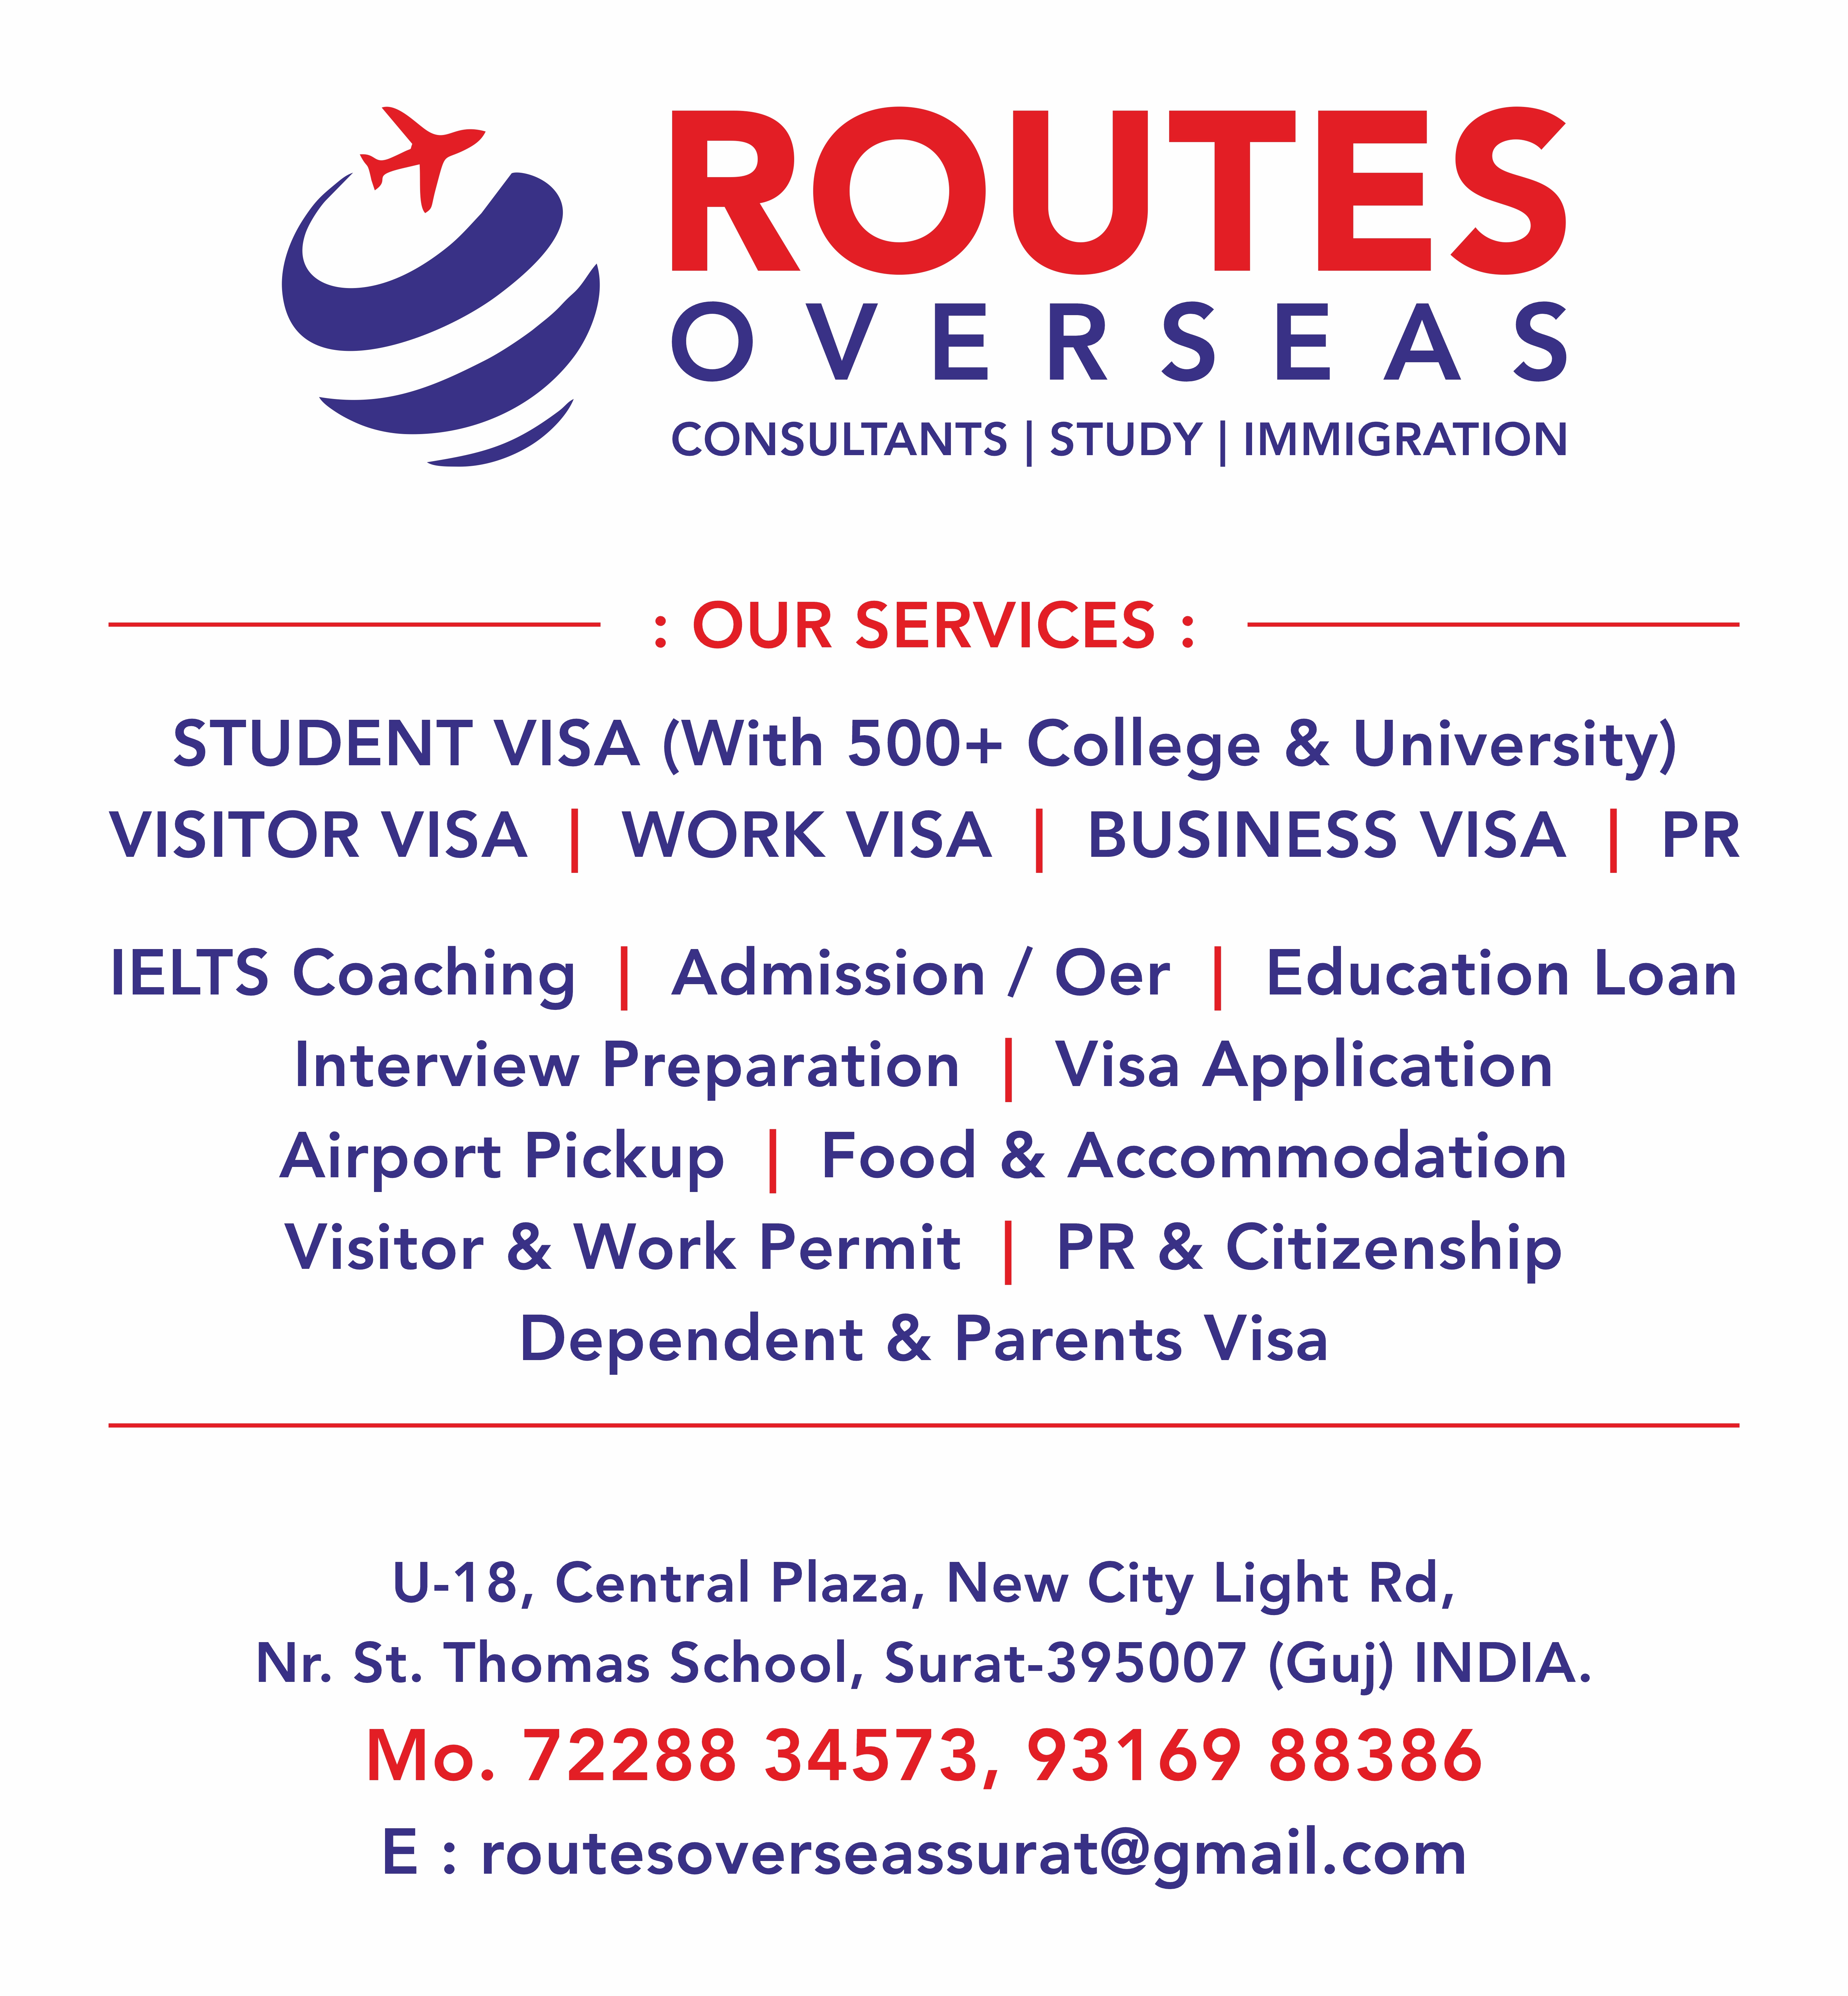 ROUTES
OVERSEAS
CONSULTANTS | STUDY | IMMIGRATION
: OUR SERVICES :
STUDENT VISA (With 500+ College & University)
VISITOR VISA | WORK VISA | BUSINESS VISA | PR
IELTS Coaching | Admission / Oer | Education Loan
Interview Preparation | Visa Application
Airport Pickup | Food & Accommodation
Visitor & Work Permit | PR & Citizenship
Dependent & Parents Visa
U-18, Central Plaza, New City Light Rd,
Nr. St. Thomas School, Surat-395007 (Guj) INDIA.
Mo. 72288 34573, 93169 88386
E : routesoverseassurat@gmail.com